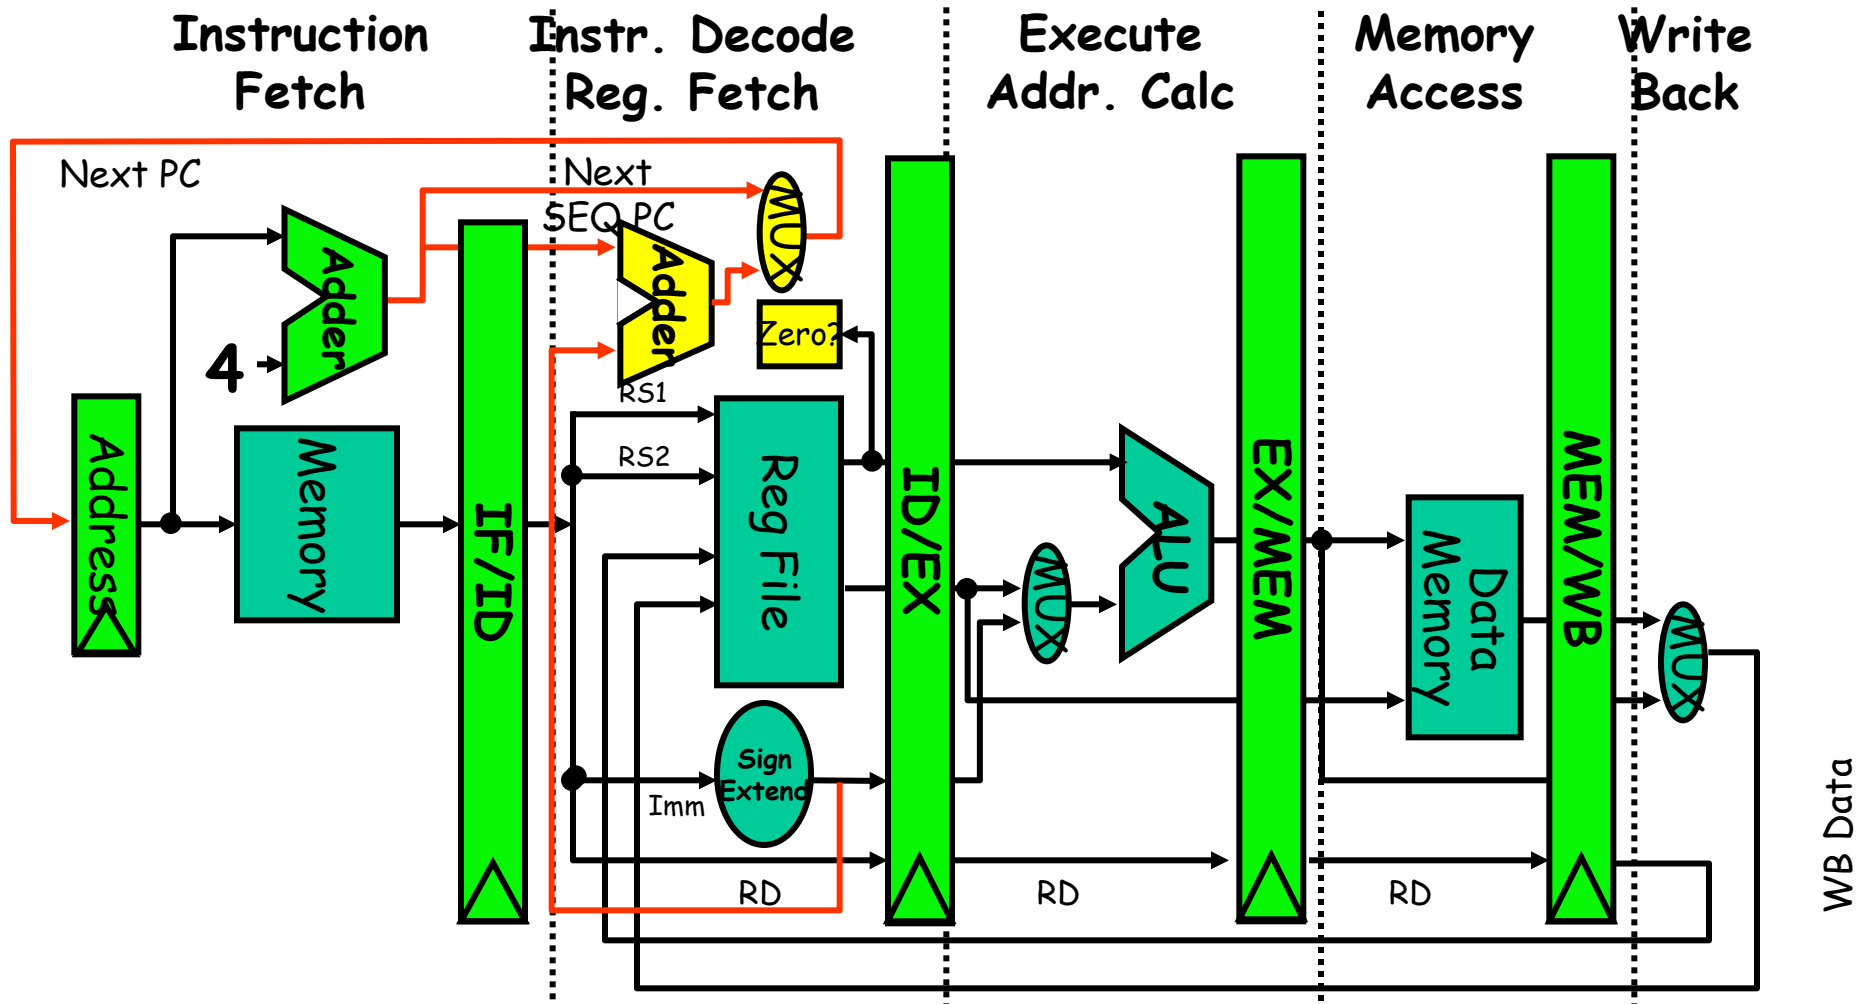 Instruction
Fetch
Instr. Decode
Reg. Fetch
Execute
Addr. Calc
Memory
Access
Write
Back
Next PC
Next
SEQ PC
MUX
Adder
Adder
Zero?
4
RS1
Address
Memory
RS2
Reg File
IF/ID
ID/EX
EX/MEM
MEM/WB
ALU
MUX
Data
Memory
MUX
Sign
Extend
Imm
WB Data
RD
RD
RD